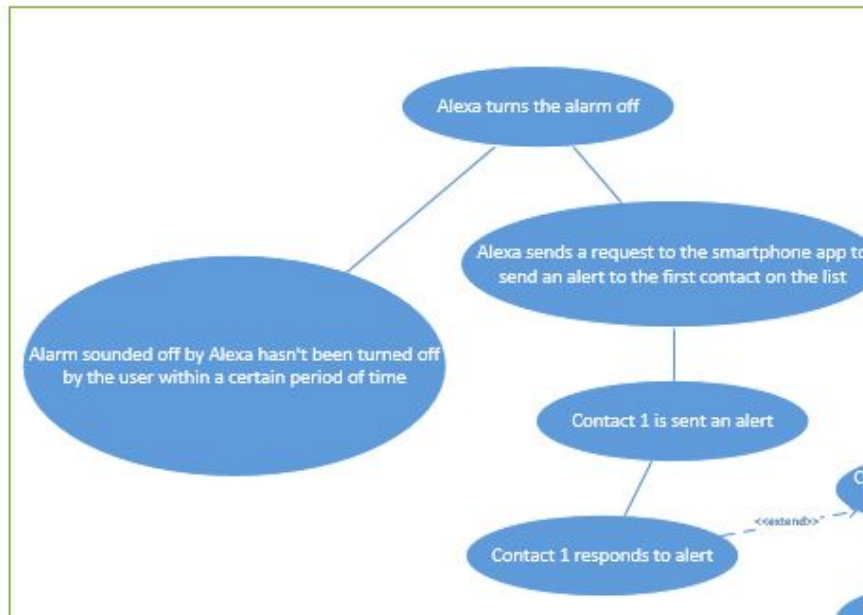 Alexa turns the alarm off
Alexa sends a request to the smartphone app to
send an alert to the first contact on the list
Alarm sounded off by Alexa hasn't been turned off
by the user within a certain period of time
Contact 1 is sent an alert
C
<<extend>>
Contact 1 responds to alert